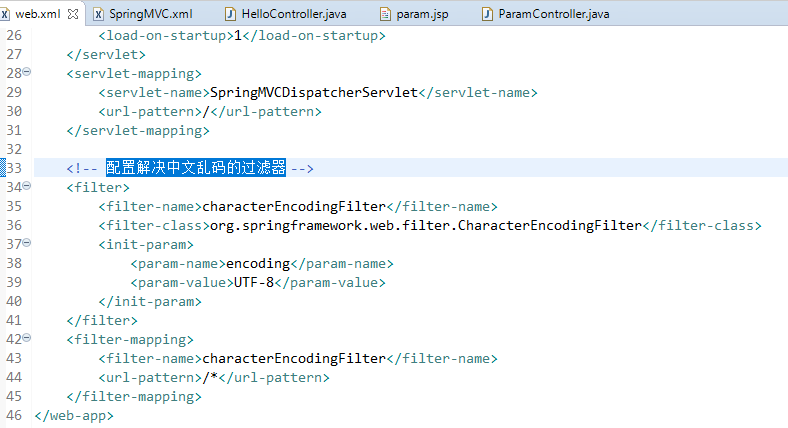 web.xml SpringMVC.xml HelloController.java param.jsp ParamController.java
26 <load-on-startup>1</load-on-startup>
27 </servlet>
28 <servlet-mapping>
29 <servlet-name>SpringMVCDispatcherServlet</servlet-name>
30 <url-pattern>/</url-pattern>
31 </servlet-mapping>
32
33 <!-- 配置解决中文乱码的过滤器 -->
34 <filter>
35 <filter-name>characterEncodingFilter</filter-name>
36 <filter-class>org.springframework.web.filter.CharacterEncodingFilter</filter-class>
37 <init-param>
38 <param-name>encoding</param-name>
39 <param-value>UTF-8</param-value>
40 </init-param>
41 </filter>
42 <filter-mapping>
43 <filter-name>characterEncodingFilter</filter-name>
44 <url-pattern>/*</url-pattern>
45 </filter-mapping>
46 </web-app>